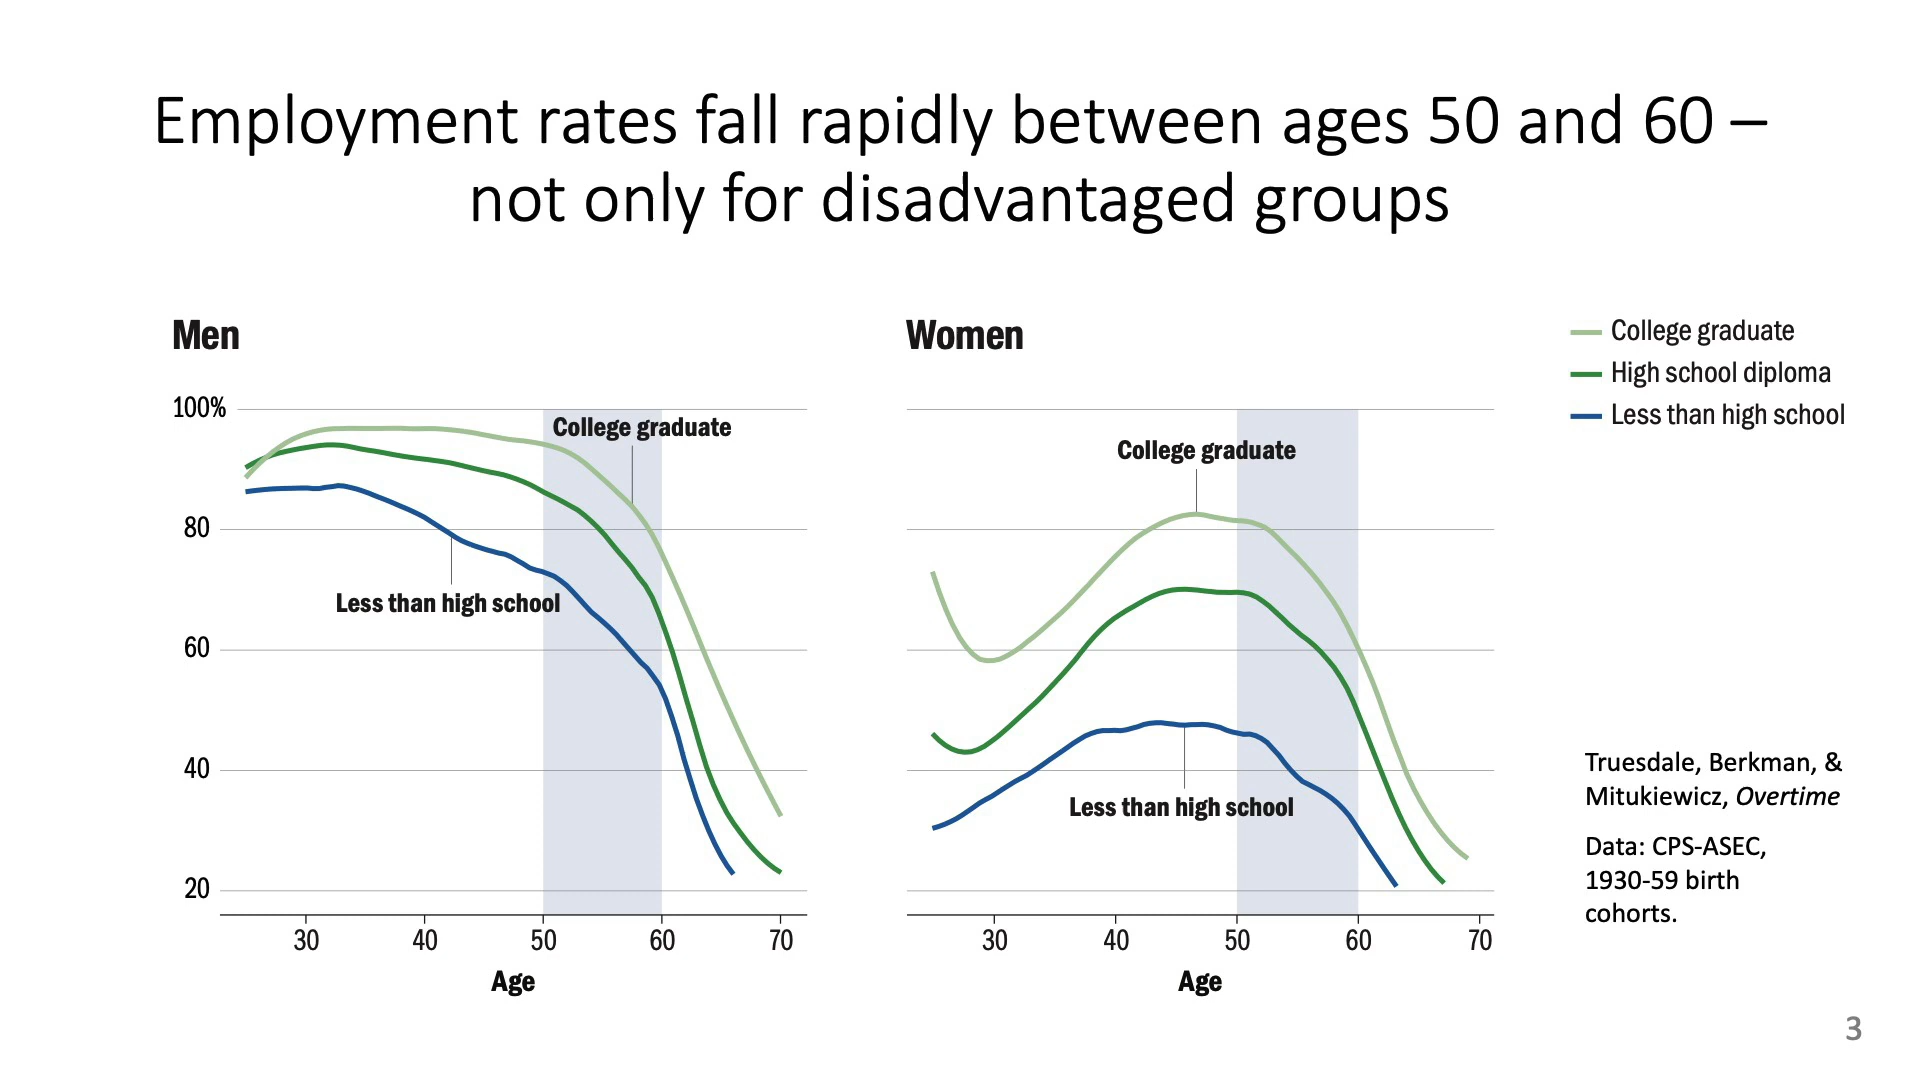 Employment rates fall rapidly between ages 50 and 60 –
not only for disadvantaged groups
Men
100%
80
60
40
20
College graduate
Less than high school
30 40 50 60 70
Age
Women
College graduate
Less than high school
30 40 50 60 70
Age
College graduate
High school diploma
Less than high school
Truesdale, Berkman, &
Mitukiewicz, Overtime
Data: CPS-ASEC,
1930-59 birth
cohorts.
3